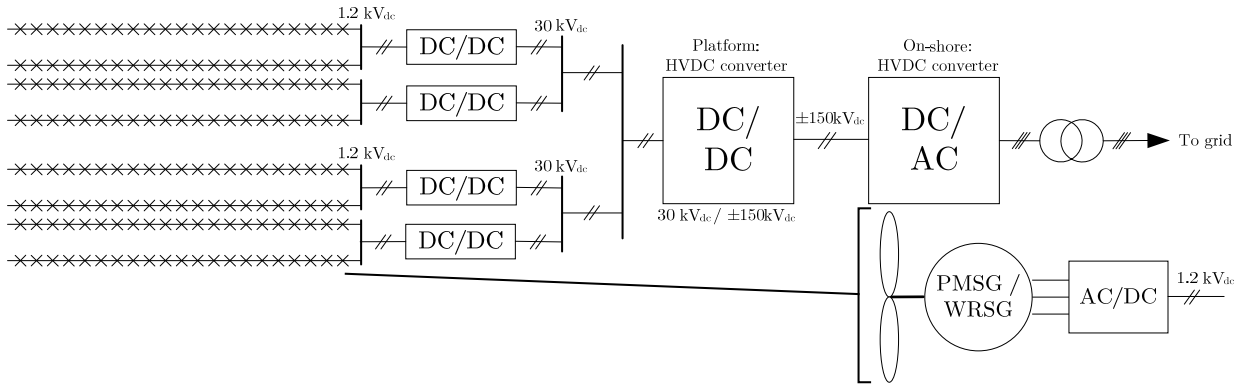 1.2 kVdc
30 kVdc
DC/DC
DC/DC
Platform:
HVDC converter
DC/
DC
30 kVdc/ ±150kVdc
±150kVdc
On-shore:
HVDC converter
DC/
AC
To grid
1.2 kVdc
30 kVdc
DC/DC
DC/DC
PMSG /
WRSG
AC/DC
1.2 kVdc